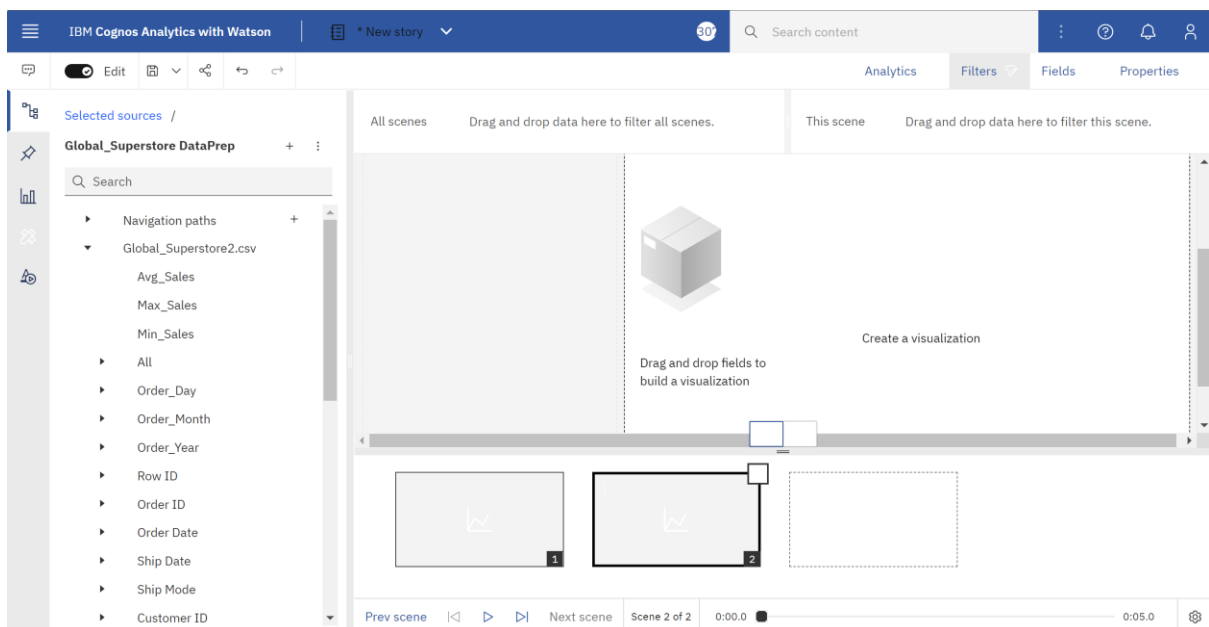 IBM Cognos Analytics with Watson
* New story
30?
Search content
Edit
Analytics
Filters
Fields
Properties
Selected sources /
Global_Superstore DataPrep
Search
Navigation paths
Global_Superstore2.csv
Avg_Sales
Max_Sales
Min_Sales
All
Order_Day
Order_Month
Order_Year
Row ID
Order ID
Order Date
Ship Date
Ship Mode
Customer ID
All scenes
Drag and drop data here to filter all scenes.
This scene
Drag and drop data here to filter this scene.
Drag and drop fields to
build a visualization
Create a visualization
1
2
Prev scene
Next scene
Scene 2 of 2
0:00.0
0:05.0